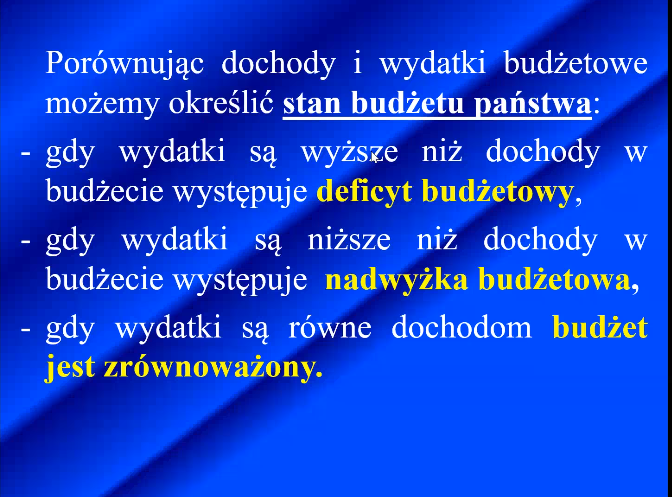 Porównując dochody i wydatki budżetowe
możemy określić stan budżetu państwa:
- gdy wydatki są wyższe niż dochody w
budżecie występuje deficyt budżetowy,
- gdy wydatki są niższe niż dochody w
budżecie występuje nadwyżka budżetowa,
- gdy wydatki są równe dochodom budżet
jest zrównoważony.